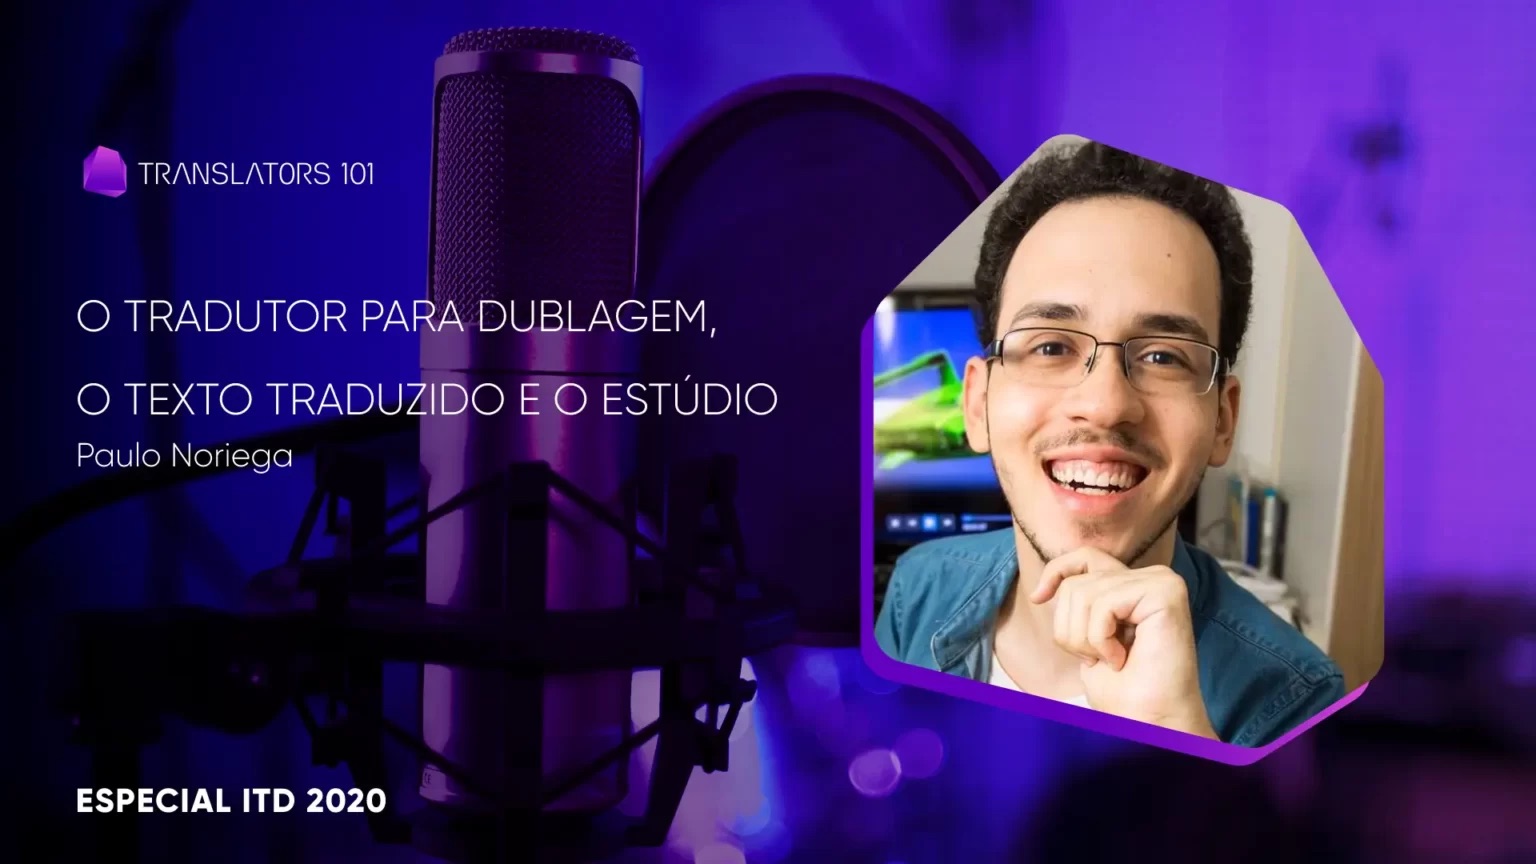 TRANSLATORS 101
O TRADUTOR PARA DUBLAGEM,
O TEXTO TRADUZIDO E O ESTÚDIO
Paulo Noriega
ESPECIAL ITD 2020